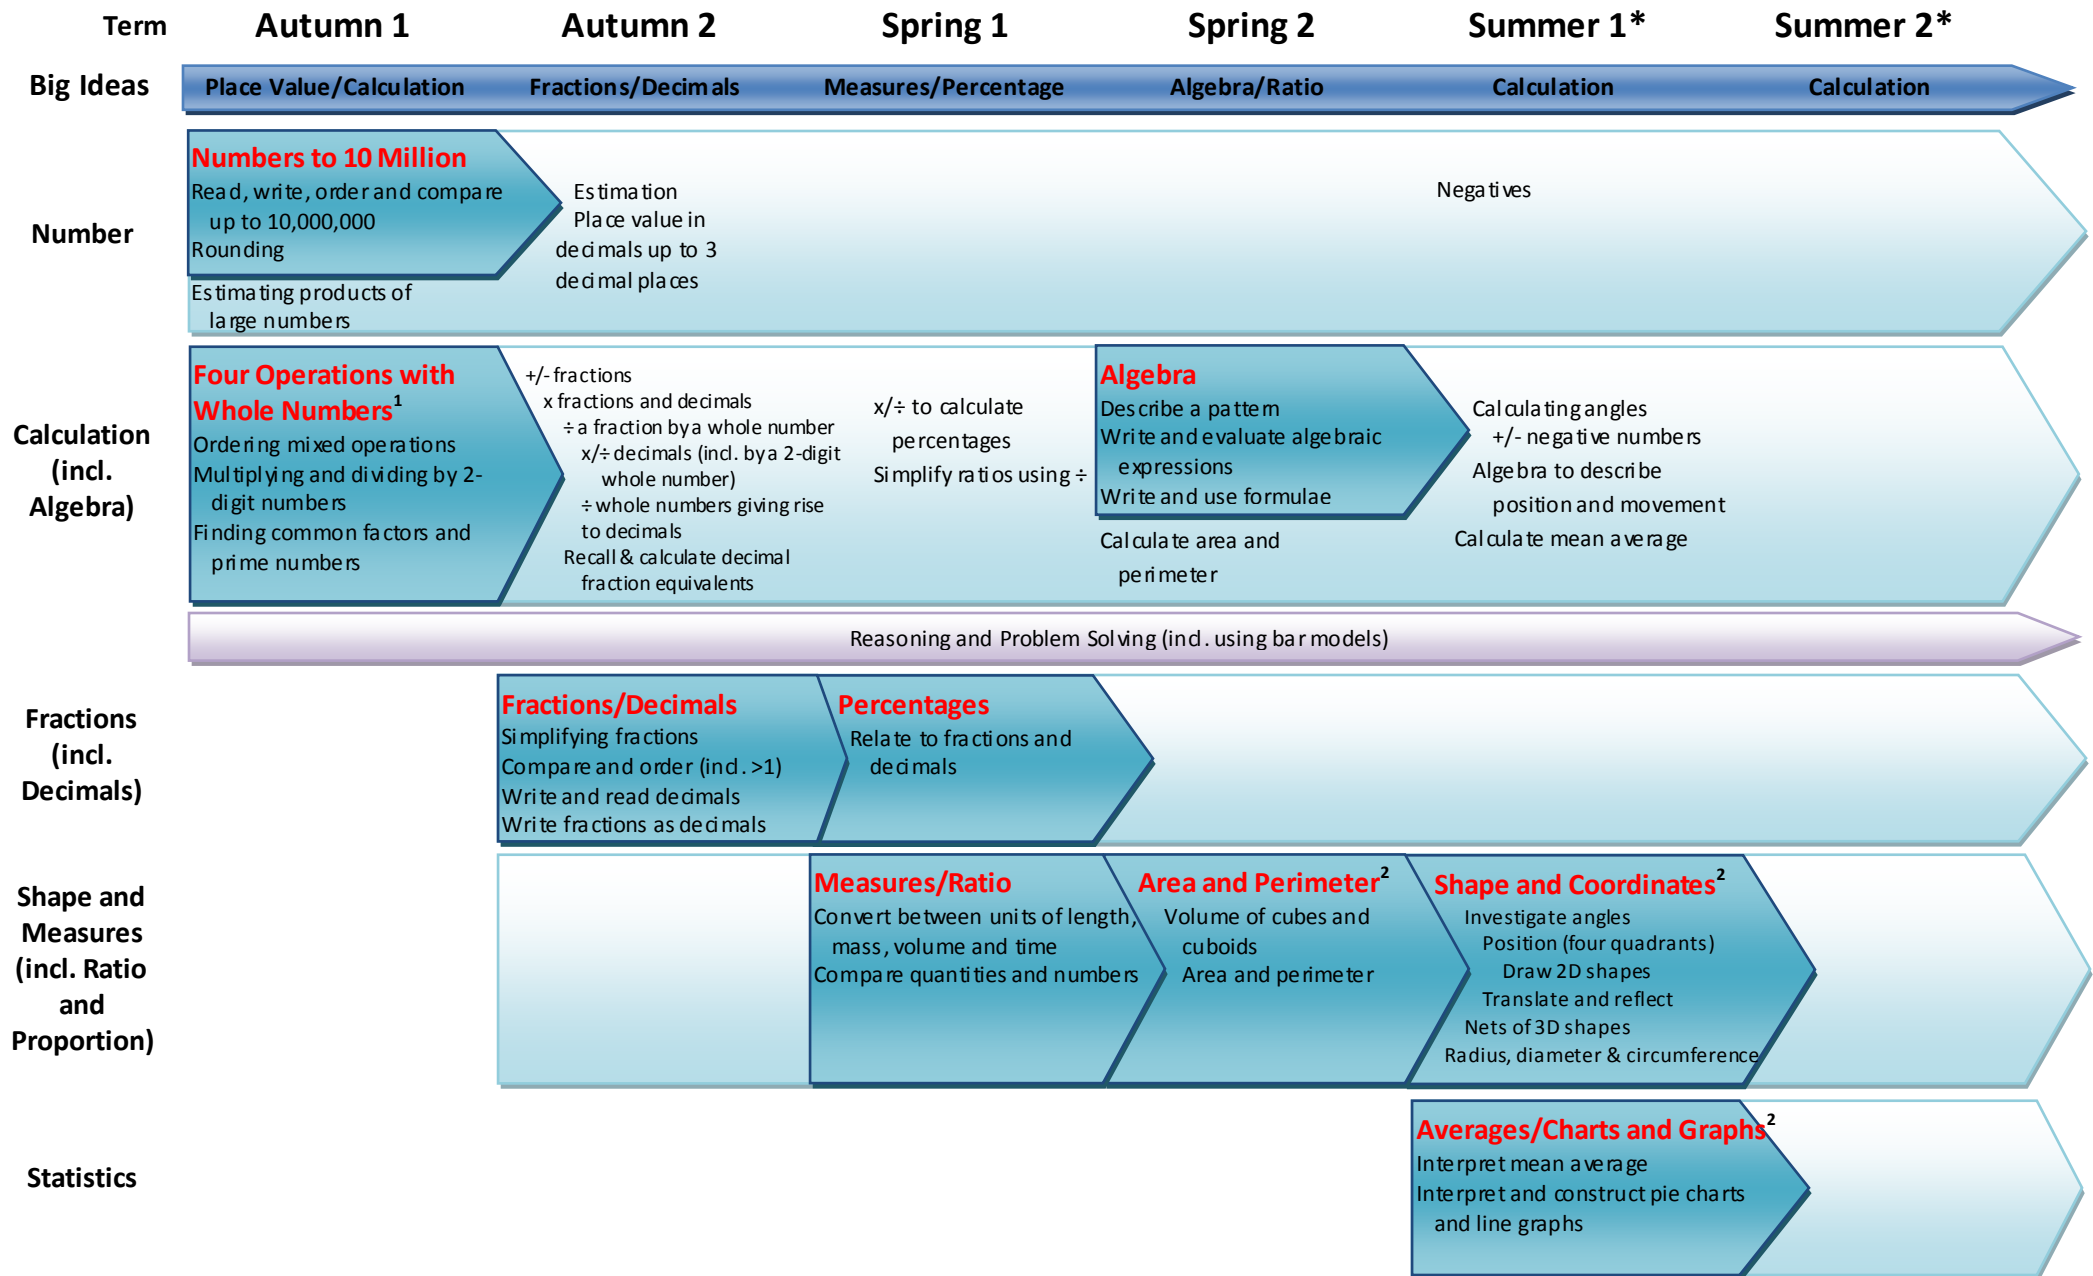 Term
Autumn 1
Autumn 2
Spring 1
Spring 2
Summer 1*
Summer 2*
Big Ideas
Place Value/Calculation
Fractions/Decimals
Measures/Percentage
Algebra/Ratio
Calculation
Calculation
Number
Numbers to 10 Million
Read, write, order and compare
up to 10,000,000
Rounding
Estimating products of
large numbers
Estimation
Place value in
decimals up to 3
decimal places
Negatives
Calculation
(incl.
Algebra)
Four Operations with
Whole Numbers¹
Ordering mixed operations
Multiplying and dividing by 2-
digit numbers
Finding common factors and
prime numbers
+/- fractions
x fractions and decimals
÷ a fraction by a whole number
x/÷ decimals (incl. by a 2-digit
whole number)
÷ whole numbers giving rise
to decimals
Recall & calculate decimal
fraction equivalents
x/÷ to calculate
percentages
Simplify ratios using ÷
Algebra
Describe a pattern
Write and evaluate algebraic
expressions
Write and use formulae
Calculate area and
perimeter
Calculating angles
+/- negative numbers
Algebra to describe
position and movement
Calculate mean average
Reasoning and Problem Solving (incl. using bar models)
Fractions
(incl.
Decimals)
Fractions/Decimals
Simplifying fractions
Compare and order (incl. >1)
Write and read decimals
Write fractions as decimals
Percentages
Relate to fractions and
decimals
Shape and
Measures
(incl. Ratio
and
Proportion)
Measures/Ratio
Convert between units of length,
mass, volume and time
Compare quantities and numbers
Area and Perimeter²
Volume of cubes and
cuboids
Area and perimeter
Shape and Coordinates²
Investigate angles
Position (four quadrants)
Draw 2D shapes
Translate and reflect
Nets of 3D shapes
Radius, diameter & circumference
Statistics
Averages/Charts and Graphs²
Interpret mean average
Interpret and construct pie charts
and line graphs